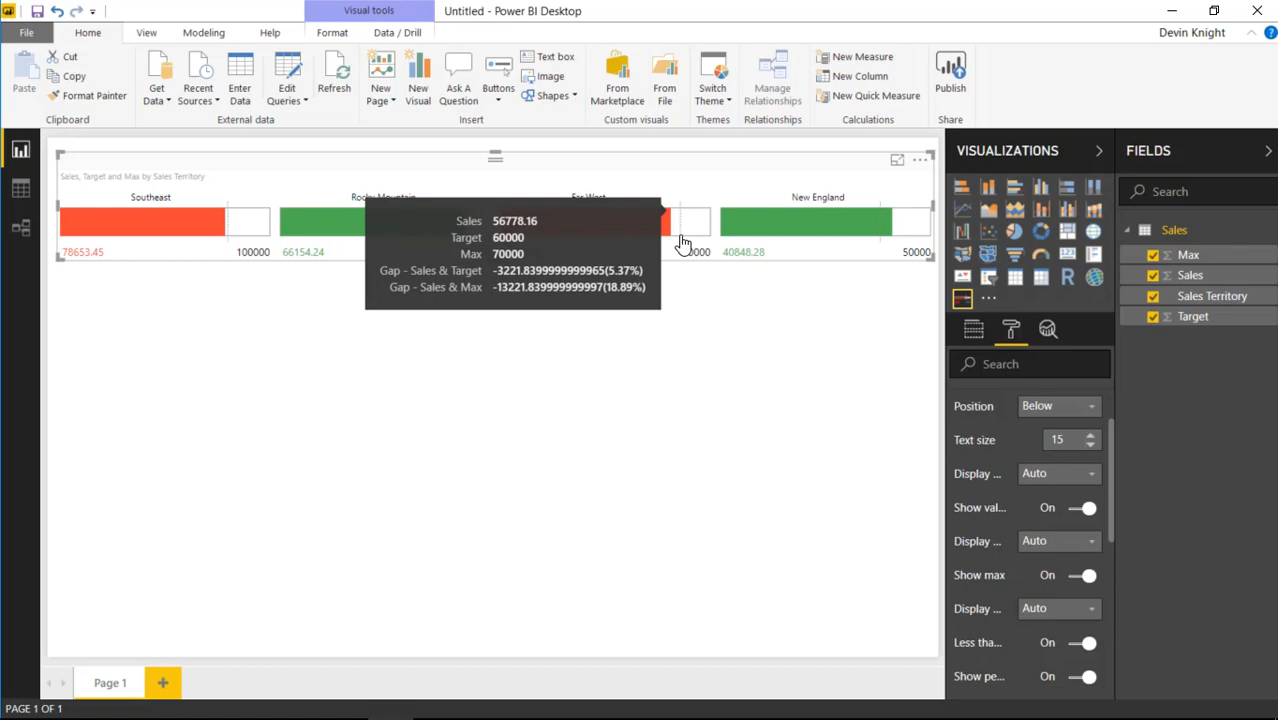 Visual tools
Untitled - Power BI Desktop
File
Home
View
Modeling
Help
Format
Data / Drill
Devin Knight
?
Paste
Cut
Copy
Format Painter
Clipboard
Get
Data
Recent
Sources
Enter
Data
Edit
Queries
Refresh
External data
New
Page
New
Visual
Ask A
Question
Buttons
Text box
Image
Shapes
Insert
From
Marketplace
From
File
Custom visuals
Switch
Theme
Themes
Manage
Relationships
Relationships
New Measure
New Column
New Quick Measure
Calculations
Publish
Share
Sales, Target and Max by Sales Territory
Southeast
Rocky Mountain
Far West
New England
78653.45
100000
66154.24
0000
40848.28
50000
Sales 56778.16
Target 60000
Max 70000
Gap - Sales & Target -3221.8399999999965(5.37%)
Gap - Sales & Max -13221.839999999997(18.89%)
VISUALIZATIONS
R
Search
Position Below
Text size 15
Display ... Auto
Show val... On
Display ... Auto
Show max On
Display ... Auto
Less tha... On
Show pe... On
FIELDS
Search
Sales
Σ Max
Σ Sales
Sales Territory
Σ Target
Page 1
PAGE 1 OF 1